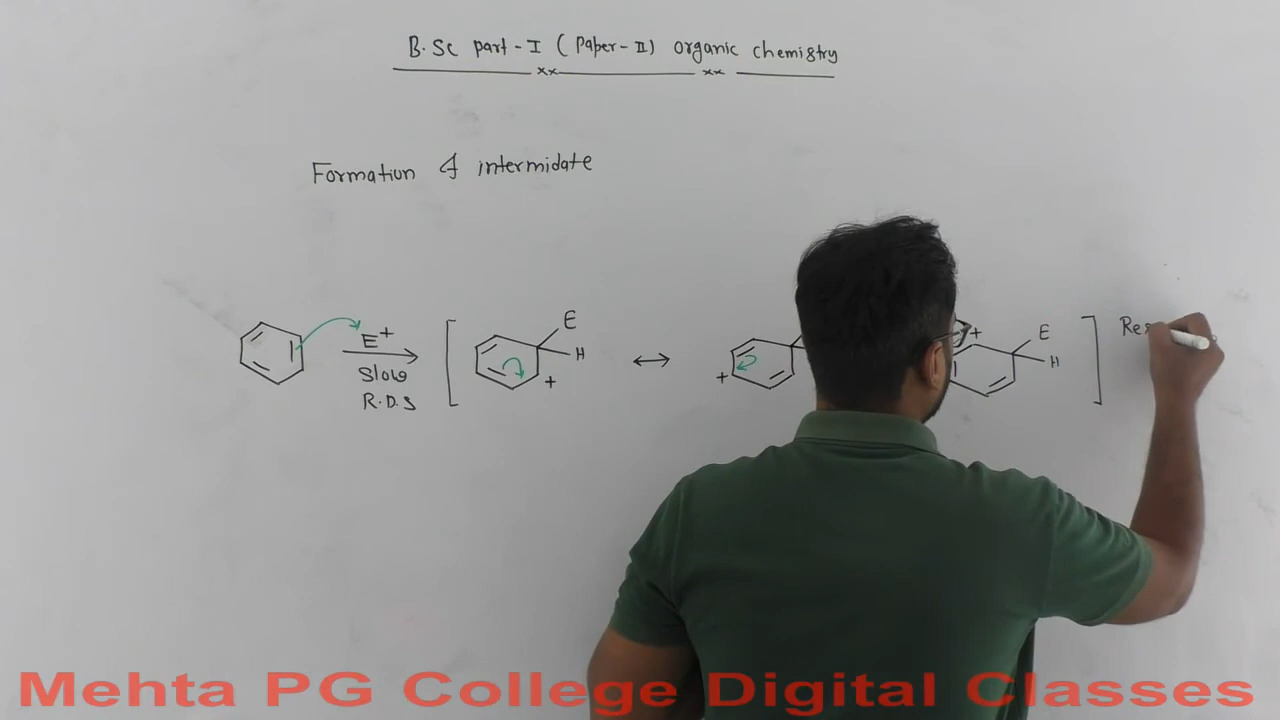 B.Sc part-I (Paper-II) organic chemistry
xx xx
Formation of intermidate
E+
Slow
R.D.S
E
H
+
+
+
E
H
Res
Mehta PG College Digital Classes